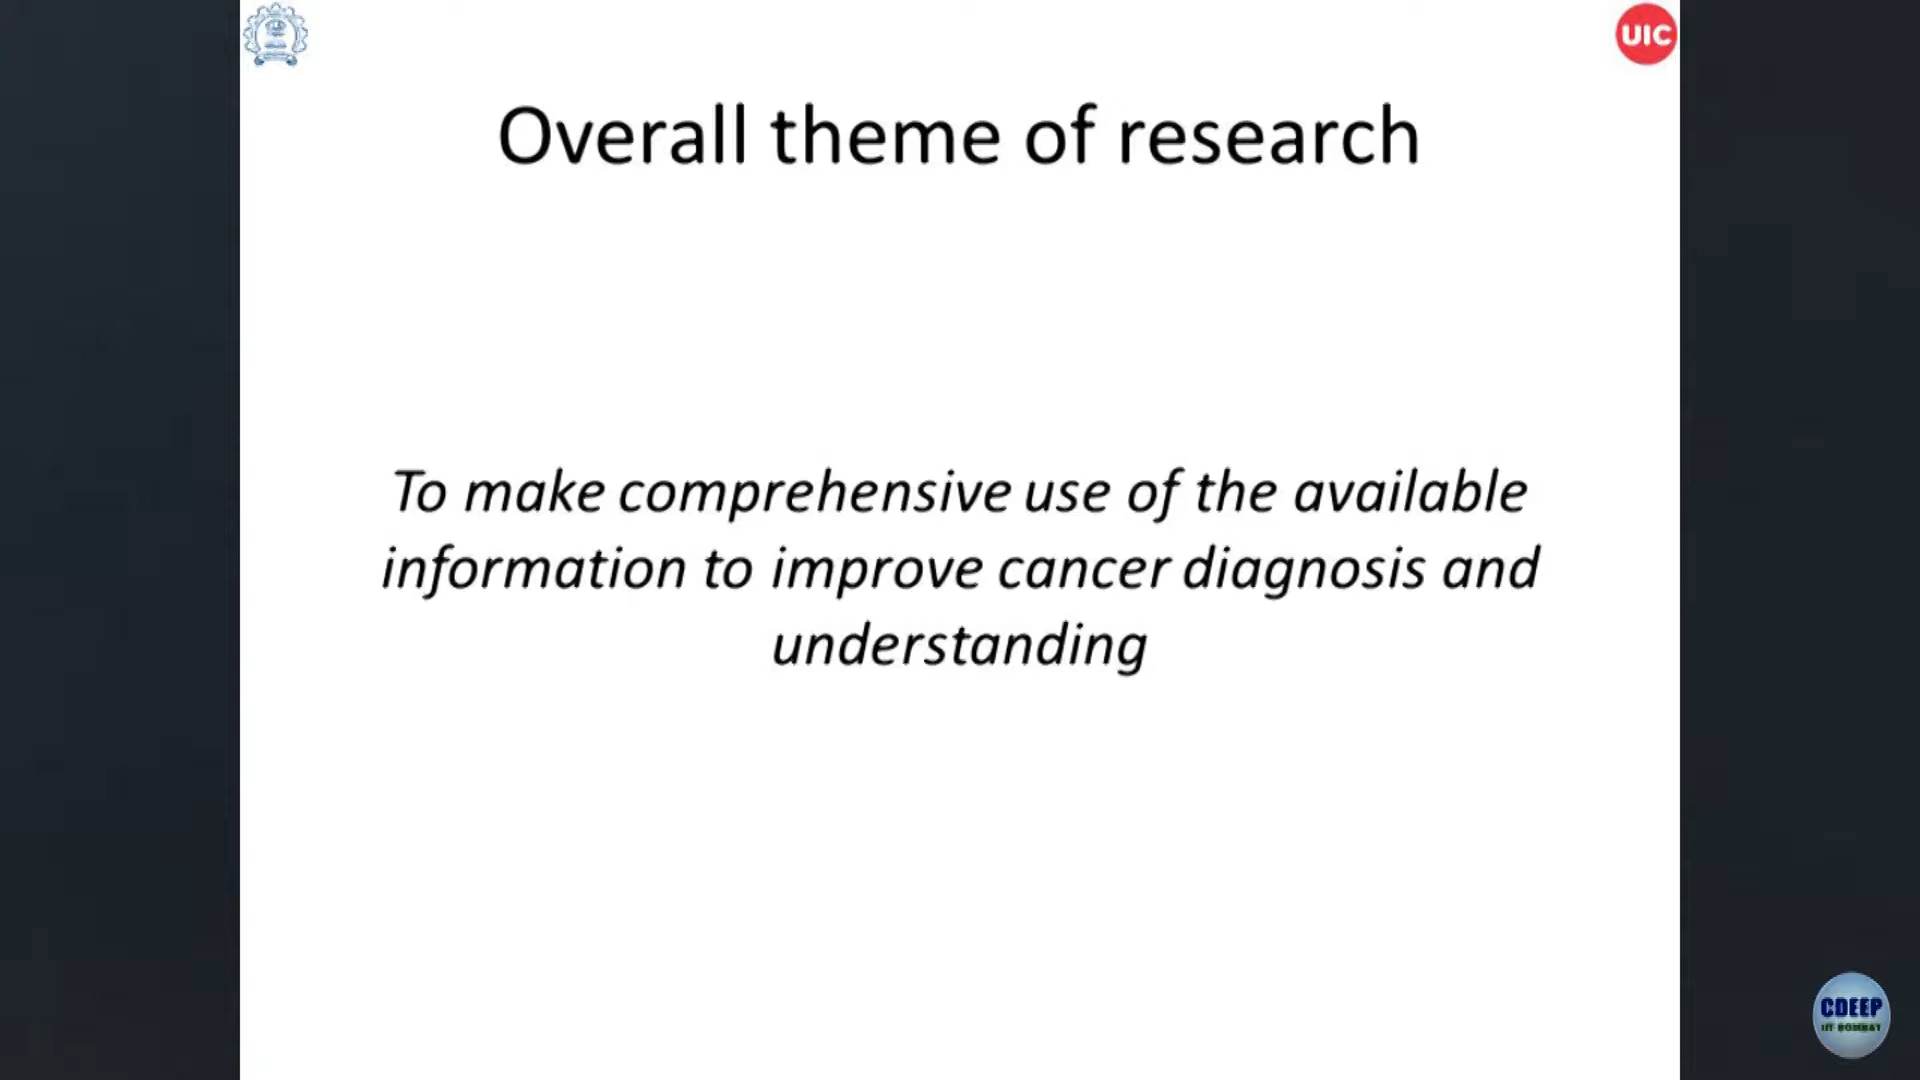 UIC
Overall theme of research
To make comprehensive use of the available
information to improve cancer diagnosis and
understanding
CDEEP
IIT BOMBAY